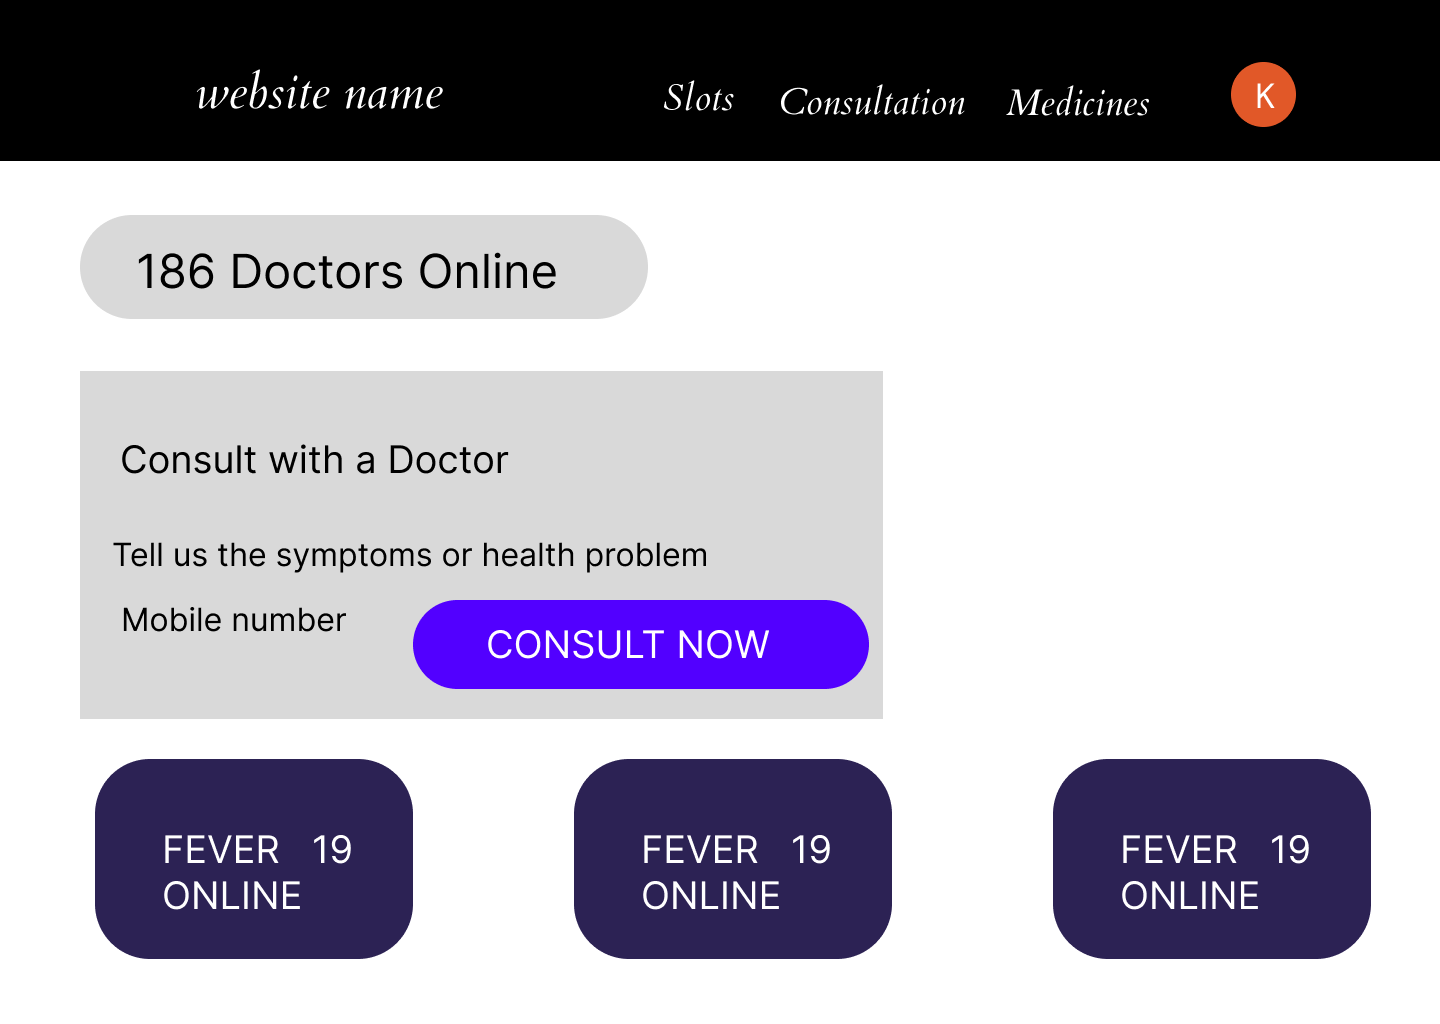 website name
Slots Consultation Medicines K
186 Doctors Online
Consult with a Doctor
Tell us the symptoms or health problem
Mobile number
CONSULT NOW
FEVER 19
ONLINE
FEVER 19
ONLINE
FEVER 19
ONLINE